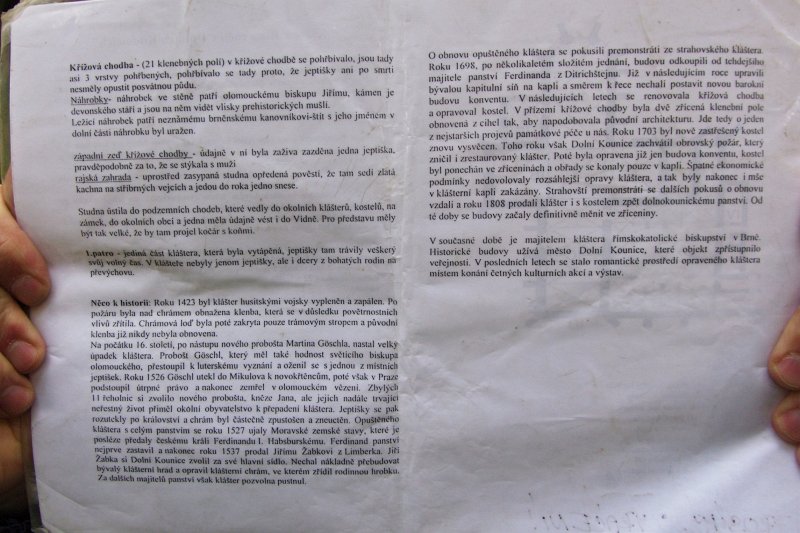 Křížová chodba - (21 klenebných polí) v křížové chodbě se pohřbívalo, jsou tady
asi 3 vrstvy pohřbených, pohřbívalo se tady proto, že jeptišky ani po smrti
nesměly opustit posvátnou půdu.
Náhrobky- náhrobek ve stěně patří olomouckému biskupu Jiřímu, kámen je
devonského stáří a jsou na něm vidět vlisky prehistorických mušlí.
Ležící nahrobek patří neznámému brněnskému kanovníkovi-štít s jeho jménem v
dolní části náhrobku byl uražen.
západní zeď křížové chodby - údajně v ní byla zaživa zazděna jedna jeptiška,
pravděpodobně za to, že se stýkala s muži
rajská zahrada - uprostřed zasypaná studna opředená pověstí, že tam sedí zlatá
kachna na stříbrných vejcích a jedou do roka jedno snese.
Studna ústila do podzemních chodeb, které vedly do okolních klášterů, kostelů, na
zámek, do okolních obcí a jedna měla údajně vést i do Vídně. Pro představu měly
být tak velké, že by tam projel kočár s koňmi.
1.patro - jediná část kláštera, která byla vytápěná, jeptišky tam trávily veškerý
svůj volný čas. V klášteře nebyly jenom jeptišky, ale i dcery z bohatých rodin na
převýchovu.
Něco k historii: Roku 1423 byl klášter husitskými vojsky vypleněn a zapálen. Po
požáru byla nad chrámem obnažena klenba, která se v důsledku povětrnostních
vlivů zřítila. Chrámová loď byla poté zakryta pouze trámovým stropem a původní
klenba již nikdy nebyla obnovena.
Na počátku 16. století, po nástupu nového probošta Martina Göschla, nastal velký
úpadek kláštera. Probošt Göschl, který měl také hodnost světícího biskupa
olomouckého, přestoupil k luterskému vyznání a oženil se s jednou z místních
jeptišek. Roku 1526 Göschl utekl do Mikulova k novokřtěncům, poté však v Praze
podstoupil útrpné právo a nakonec zemřel v olomouckém vězení. Zbylých
11 řeholnic si zvolilo nového probošta, kněze Jana, ale jejich nadále trvající
neřestný život přiměl okolní obyvatelstvo k přepadení kláštera. Jeptišky se pak
rozutekly po království a chrám byl částečně zpustošen a zneuctěn. Opuštěného
kláštera s celým panstvím se roku 1527 ujaly Moravské zemské stavy, které je
posléze předaly českému králi Ferdinandu I. Habsburskému. Ferdinand panství
nejprve zastavil a nakonec roku 1537 prodal Jiřímu Žabkovi z Limberka. Jiří
Žabka si Dolní Kounice zvolil za své hlavní sídlo. Nechal nákladně přebudovat
bývalý klášterní hrad a opravil klášterní chrám, ve kterém zřídil rodinnou hrobku.
Za dalších majitelů panství však klášter pozvolna pustnul.
O obnovu opuštěného kláštera se pokusili premonstráti ze strahovského kláštera.
Roku 1698, po několikaletém složitém jednání, budovu odkoupili od tehdejšího
majitele panství Ferdinanda z Ditrichštejnu. Již v následujícím roce upravili
bývalou kapitulní síň na kapli a směrem k řece nechali postavit novou barokní
budovu konventu. V následujících letech se renovovala křížová chodba
a opravoval kostel. V přízemí křížové chodby byla dvě zřícená klenební pole
obnovená z cihel tak, aby napodobovala původní architekturu. Jde tedy o jeden
z nejstarších projevů památkové péče u nás. Roku 1703 byl nově zastřešený kostel
znovu vysvěcen. Toho roku však Dolní Kounice zachvátil obrovský požár, který
zničil i zrestaurovaný klášter. Poté byla opravena již jen budova konventu, kostel
byl ponechán ve zříceninách a obřady se konaly pouze v kapli. Špatné ekonomické
podmínky nedovolovaly rozsáhlejší opravy kláštera, a tak byly nakonec i mše
v klášterní kapli zakázány. Strahovští premonstráti se dalších pokusů o obnovu
vzdali a roku 1808 prodali klášter i s kostelem zpět dolnokounickému panství. Od
té doby se budovy začaly definitivně měnit ve zříceniny.
V současné době je majitelem kláštera římskokatolické biskupství v Brně.
Historické budovy užívá město Dolní Kounice, které objekt zpřístupnilo
veřejnosti. V posledních letech se stalo romantické prostředí opraveného kláštera
místem konání četných kulturních akcí a výstav.